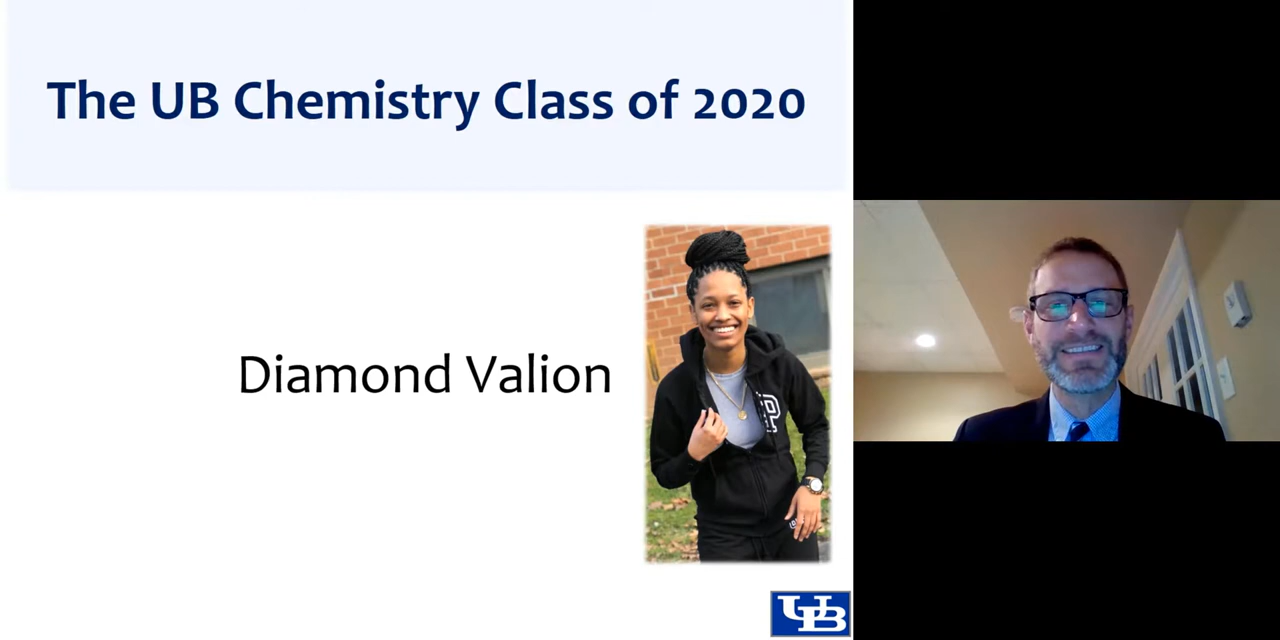 The UB Chemistry Class of 2020
Diamond Valion
P
UB